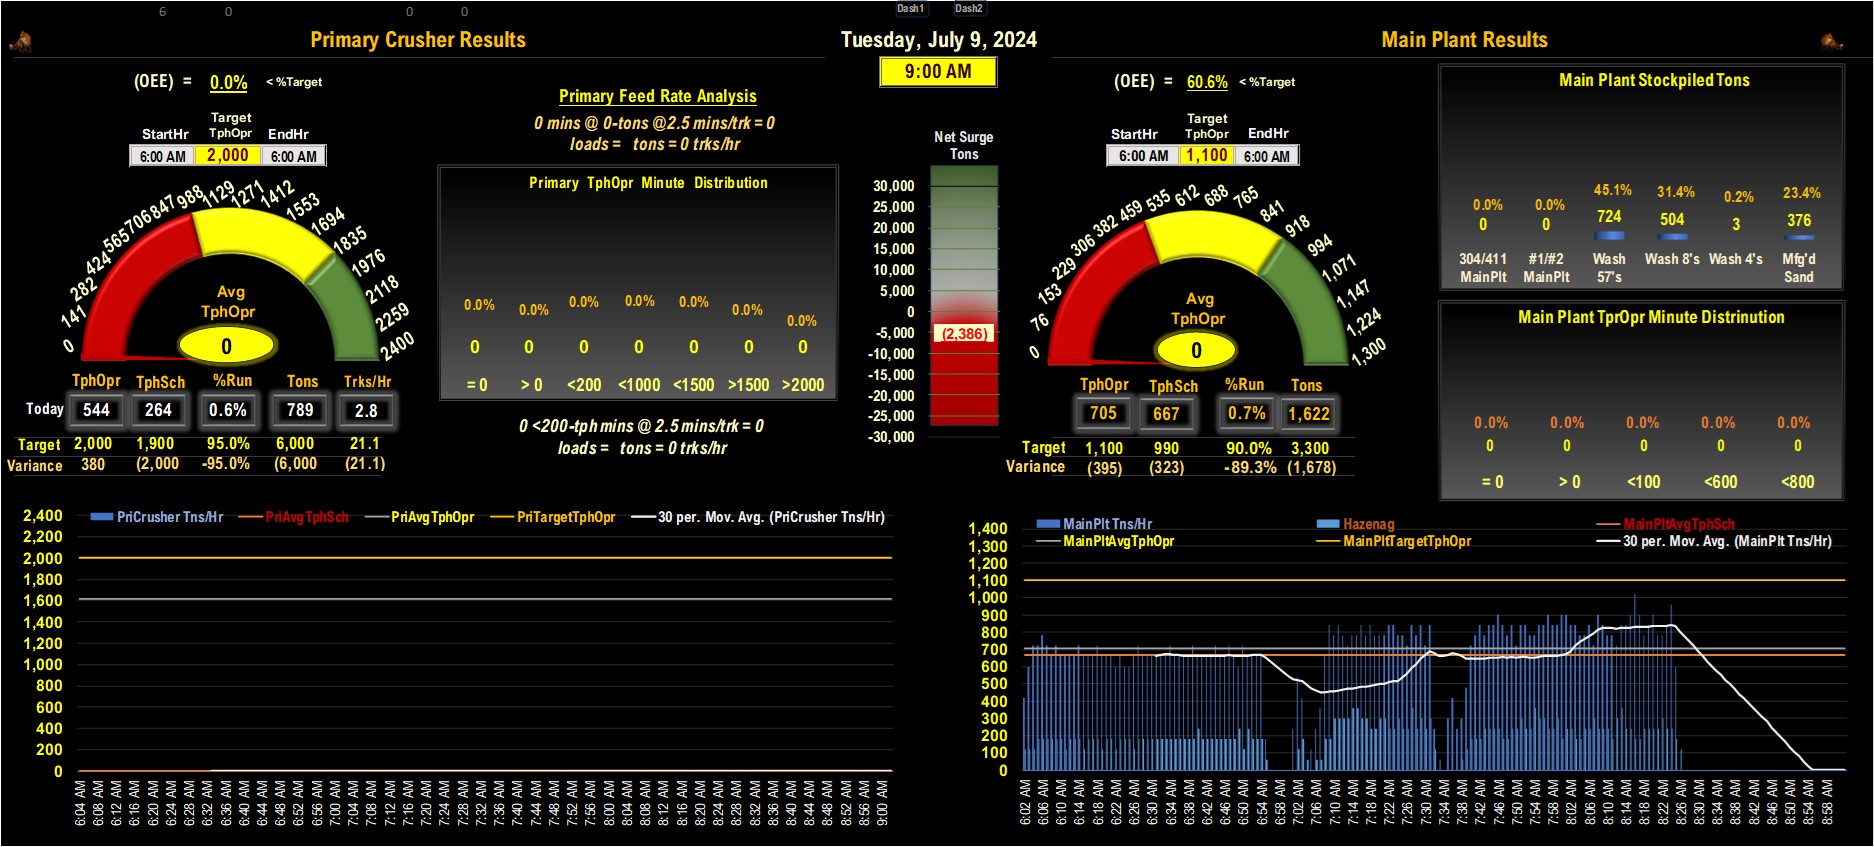 6 0 0 0 Dash1 Dash2
Primary Crusher Results
Tuesday, July 9, 2024
Main Plant Results
9:00 AM
(OEE) = 0.0% < %Target
Target
StartHr TphOpr EndHr
6:00 AM 2,000 6:00 AM
0 141 282 424 565 706 847 988 1129 1271 1412 1553 1694 1835 1976 2118 2259 2400
Avg
TphOpr
0
TphOpr TphSch %Run Tons Trks/Hr
Today 544 264 0.6% 789 2.8
Target 2,000 1,900 95.0% 6,000 21.1
Variance 380 (2,000 -95.0% (6,000 (21.1)
Primary Feed Rate Analysis
0 mins @ 0-tons @2.5 mins/trk = 0
loads = tons = 0 trks/hr
Primary TphOpr Minute Distribution
0.0% 0.0% 0.0% 0.0% 0.0% 0.0% 0.0%
0 0 0 0 0 0 0
= 0 > 0 <200 <1000 <1500 >1500 >2000
0 <200-tph mins @ 2.5 mins/trk = 0
loads = tons = 0 trks/hr
Net Surge
Tons
30,000
25,000
20,000
15,000
10,000
5,000
0
-5,000
(2,386)
-10,000
-15,000
-20,000
-25,000
-30,000
(OEE) = 60.6% < %Target
Target
StartHr TphOpr EndHr
6:00 AM 1,100 6:00 AM
0 76 153 229 306 382 459 535 612 688 765 841 918 994 1,071 1,147 1,224 1,300
Avg
TphOpr
0
TphOpr TphSch %Run Tons
705 667 0.7% 1,622
Target 1,100 990 90.0% 3,300
Variance (395) (323) -89.3% (1,678)
Main Plant Stockpiled Tons
0.0% 0.0% 45.1% 31.4% 0.2% 23.4%
0 0 724 504 3 376
304/411 #1/#2 Wash Wash 8's Wash 4's Mfg'd
MainPlt MainPlt 57's Sand
Main Plant TprOpr Minute Distrinution
0.0% 0.0% 0.0% 0.0% 0.0%
0 0 0 0 0
= 0 > 0 <100 <600 <800
PriCrusher Tns/Hr PriAvgTphSch PriAvgTphOpr PriTargetTphOpr 30 per. Mov. Avg. (PriCrusher Tns/Hr)
2,400
2,200
2,000
1,800
1,600
1,400
1,200
1,000
800
600
400
200
0
6:04 AM 6:08 AM 6:12 AM 6:16 AM 6:20 AM 6:24 AM 6:28 AM 6:32 AM 6:36 AM 6:40 AM 6:44 AM 6:48 AM 6:52 AM 6:56 AM 7:00 AM 7:04 AM 7:08 AM 7:12 AM 7:16 AM 7:20 AM 7:24 AM 7:28 AM 7:32 AM 7:36 AM 7:40 AM 7:44 AM 7:48 AM 7:52 AM 7:56 AM 8:00 AM 8:04 AM 8:08 AM 8:12 AM 8:16 AM 8:20 AM 8:24 AM 8:28 AM 8:32 AM 8:36 AM 8:40 AM 8:44 AM 8:48 AM 8:52 AM 8:56 AM 9:00 AM
MainPlt Tns/Hr Hazenag MainPltAvgTphSch
MainPltAvgTphOpr MainPltTargetTphOpr 30 per. Mov. Avg. (MainPlt Tns/Hr)
1,400
1,300
1,200
1,100
1,000
900
800
700
600
500
400
300
200
100
0
6:02 AM 6:06 AM 6:10 AM 6:14 AM 6:18 AM 6:22 AM 6:26 AM 6:30 AM 6:34 AM 6:38 AM 6:42 AM 6:46 AM 6:50 AM 6:54 AM 6:58 AM 7:02 AM 7:06 AM 7:10 AM 7:14 AM 7:18 AM 7:22 AM 7:26 AM 7:30 AM 7:34 AM 7:38 AM 7:42 AM 7:46 AM 7:50 AM 7:54 AM 7:58 AM 8:02 AM 8:06 AM 8:10 AM 8:14 AM 8:18 AM 8:22 AM 8:26 AM 8:30 AM 8:34 AM 8:38 AM 8:42 AM 8:46 AM 8:50 AM 8:54 AM 8:58 AM